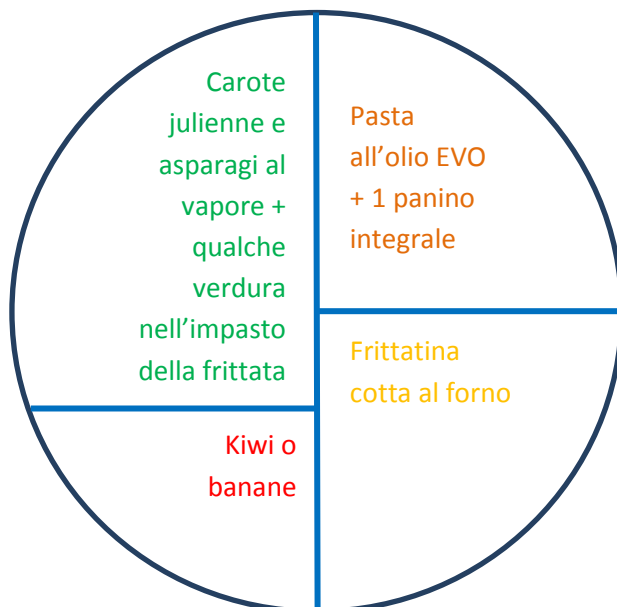 Carote
julienne e
asparagi al
vapore +
qualche
verdura
nell’impasto
della frittata
Pasta
all’olio EVO
+ 1 panino
integrale
Frittatina
cotta al forno
Kiwi o
banane